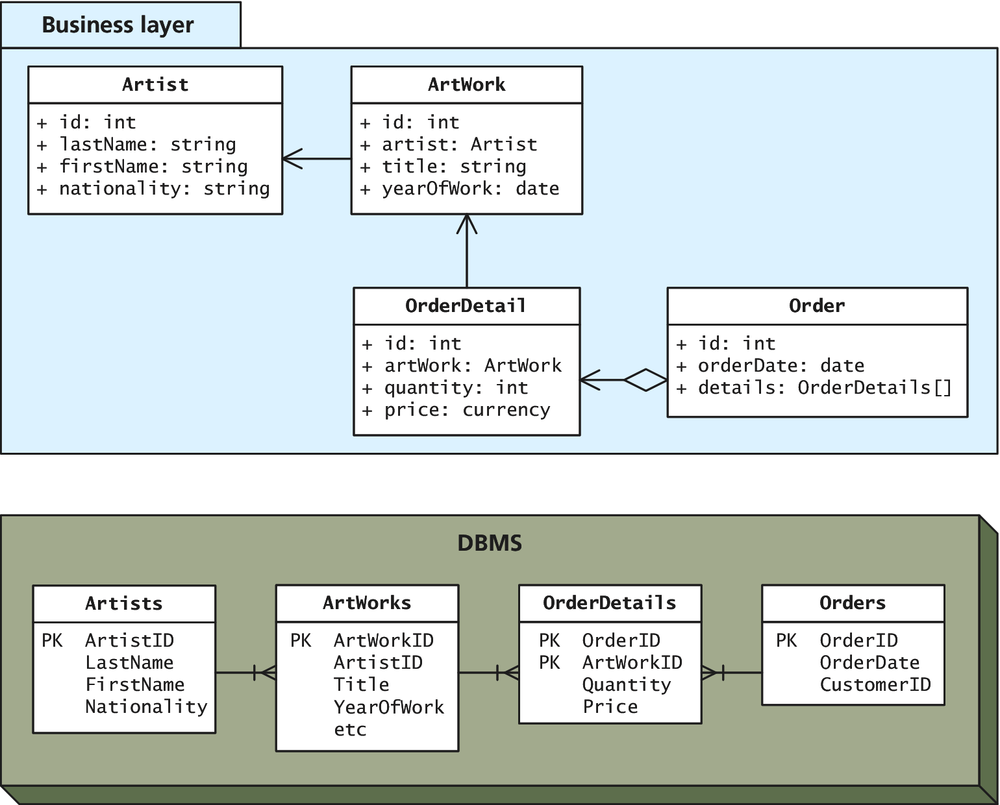 Business layer
Artist
+ id: int
+ lastName: string
+ firstName: string
+ nationality: string
ArtWork
+ id: int
+ artist: Artist
+ title: string
+ yearOfWork: date
OrderDetail
+ id: int
+ artWork: ArtWork
+ quantity: int
+ price: currency
Order
+ id: int
+ orderDate: date
+ details: OrderDetails[]
DBMS
Artists
PK ArtistID
LastName
FirstName
Nationality
ArtWorks
PK ArtWorkID
ArtistID
Title
YearOfWork
etc
OrderDetails
PK OrderID
PK ArtWorkID
Quantity
Price
Orders
PK OrderID
OrderDate
CustomerID